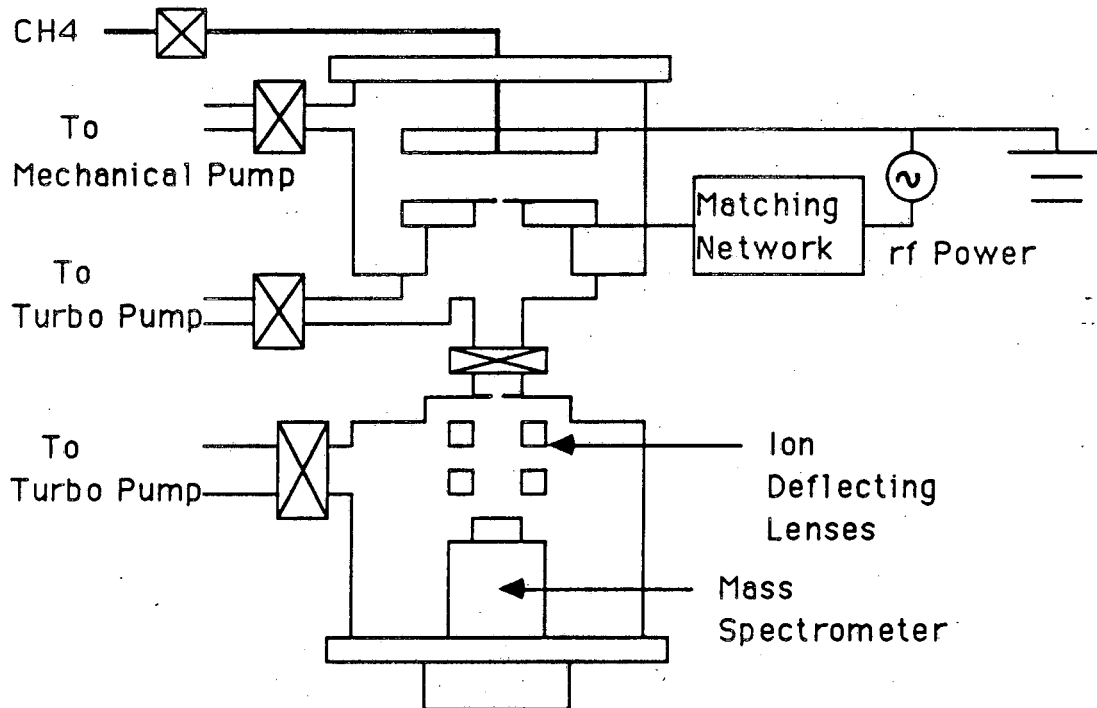 CH4
To
Mechanical Pump
Matching
Network
rf Power
To
Turbo Pump
To
Turbo Pump
Ion
Deflecting
Lenses
Mass
Spectrometer